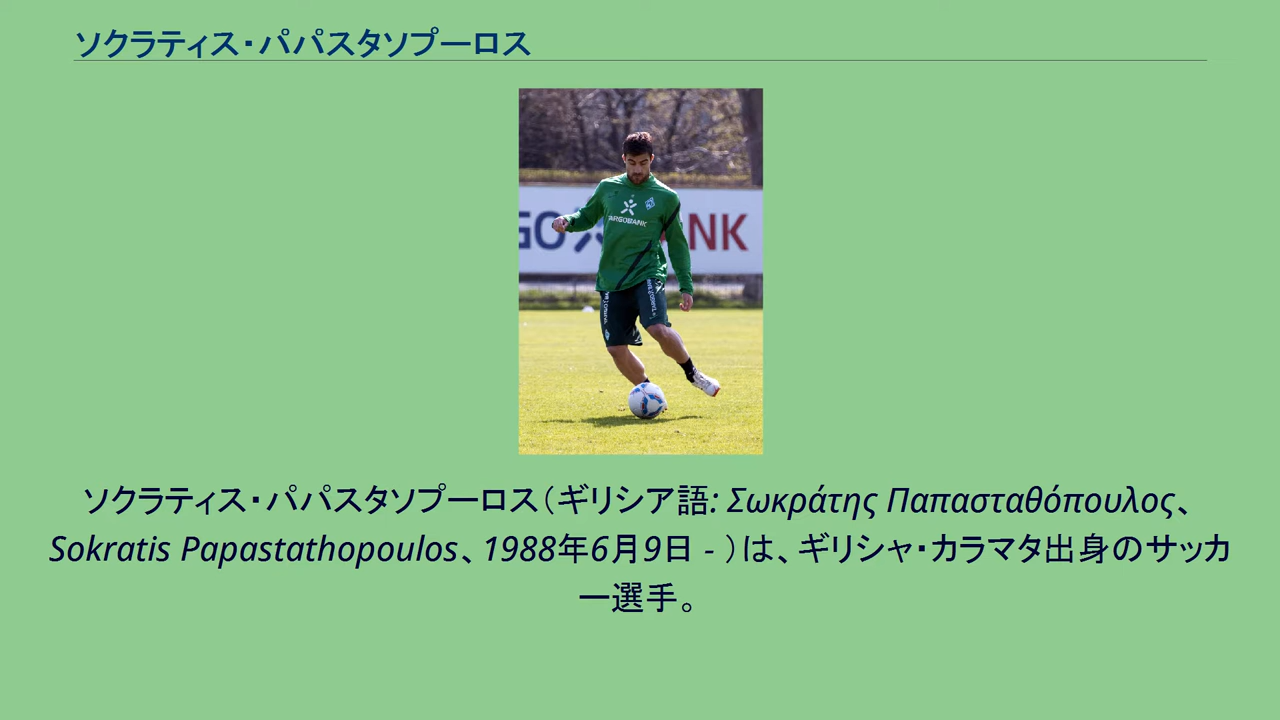 ソクラティス・パパスタソプーロス
GO NK
TARGOBANK
ソクラティス・パパスタソプーロス（ギリシア語: Σωκράτης Παπασταθόπουλος、
Sokratis Papastathopoulos、1988年6月9日 - ）は、ギリシャ・カラマタ出身のサッカ
ー選手。